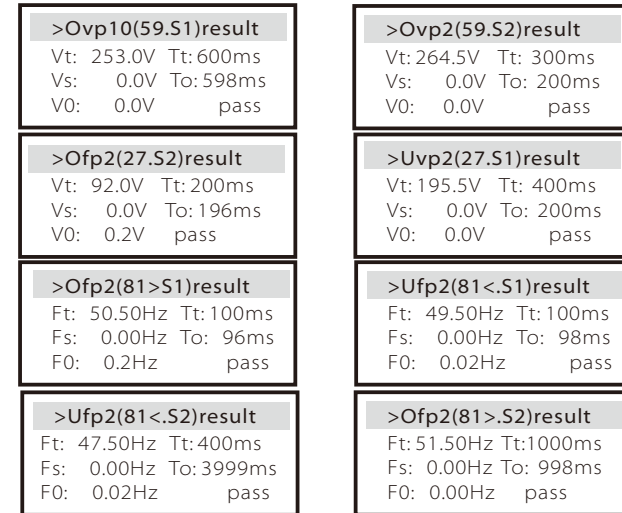 >Ovp10(59.S1)result
Vt: 253.0V Tt: 600ms
Vs: 0.0V To: 598ms
V0: 0.0V pass
>Ovp2(59.S2)result
Vt: 264.5V Tt: 300ms
Vs: 0.0V To: 200ms
V0: 0.0V pass
>Ofp2(27.S2)result
Vt: 92.0V Tt: 200ms
Vs: 0.0V To: 196ms
V0: 0.2V pass
>Uvp2(27.S1)result
Vt: 195.5V Tt: 400ms
Vs: 0.0V To: 200ms
V0: 0.0V pass
>Ofp2(81>S1)result
Ft: 50.50Hz Tt: 100ms
Fs: 0.00Hz To: 96ms
F0: 0.2Hz pass
>Ufp2(81<.S1)result
Ft: 49.50Hz Tt: 100ms
Fs: 0.00Hz To: 98ms
F0: 0.02Hz pass
>Ufp2(81<.S2)result
Ft: 47.50Hz Tt: 400ms
Fs: 0.00Hz To: 3999ms
F0: 0.02Hz pass
>Ofp2(81>.S2)result
Ft: 51.50Hz Tt:1000ms
Fs: 0.00Hz To: 998ms
F0: 0.00Hz pass